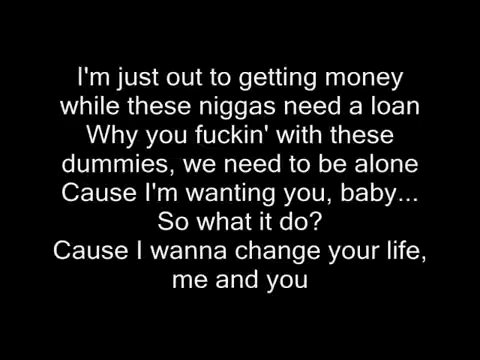 I'm just out to getting money
while these niggas need a loan
Why you fuckin' with these
dummies, we need to be alone
Cause I'm wanting you, baby...
So what it do?
Cause I wanna change your life,
me and you